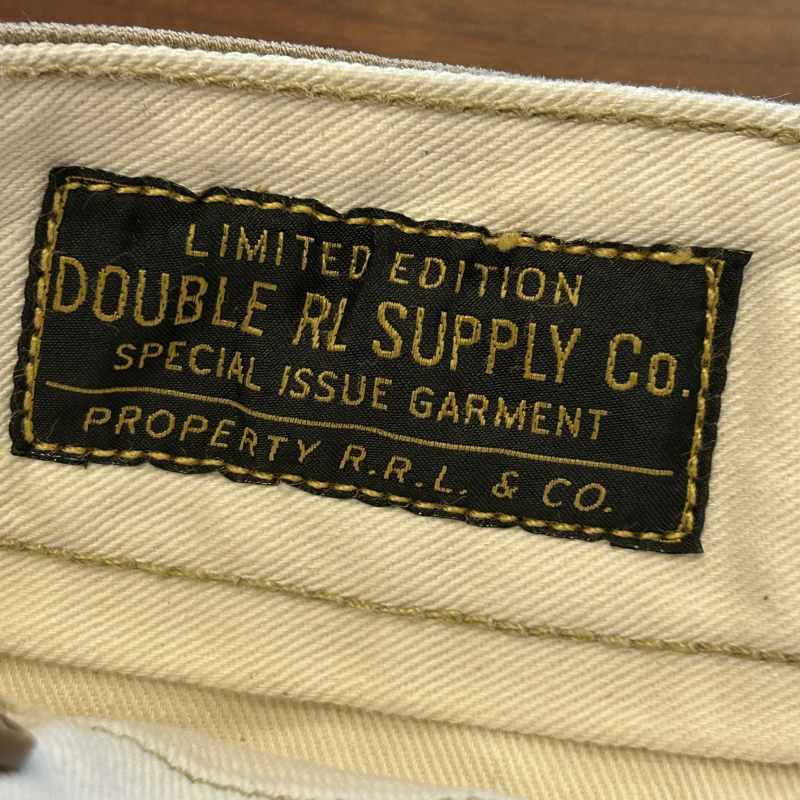 LIMITED EDITION
DOUBLE RL SUPPLY CO.
SPECIAL ISSUE GARMENT
PROPERTY R.R.L. & CO.